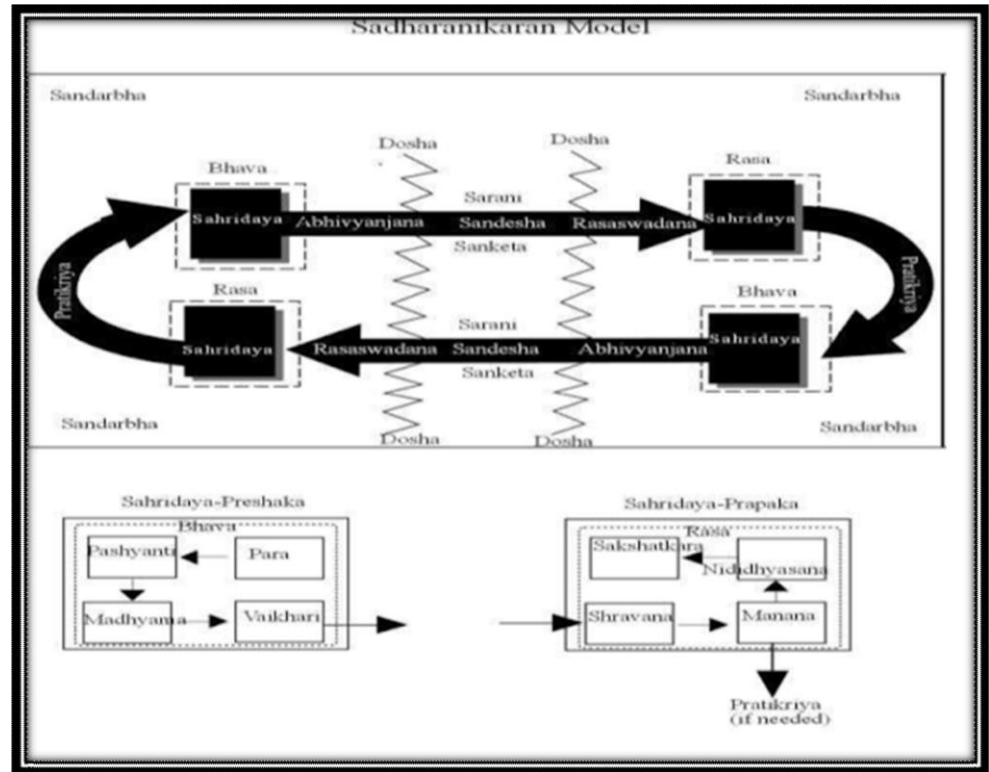 Sadharanikaran Model
Sandarbha Sandarbha
Dosha Dosha
Bhava Rasa
Sarani
Sahridaya Abhivyanjana Sandesha Rasaswadana Sahridaya
Sanketa
Pratikriya Pratikriya
Rasa Bhava
Sarani
Sahridaya Rasaswadana Sandesha Abhivyanjana Sahridaya
Sanketa
Sandarbha Sandarbha
Dosha Dosha
Sahridaya-Preshaka
Bhava
Pashyanti Para
Madhyama Vaikhari
Sahridaya-Prapaka
Rasa
Sakshatkara Nididhyasana
Shravana Manana
Pratikriya
(if needed)